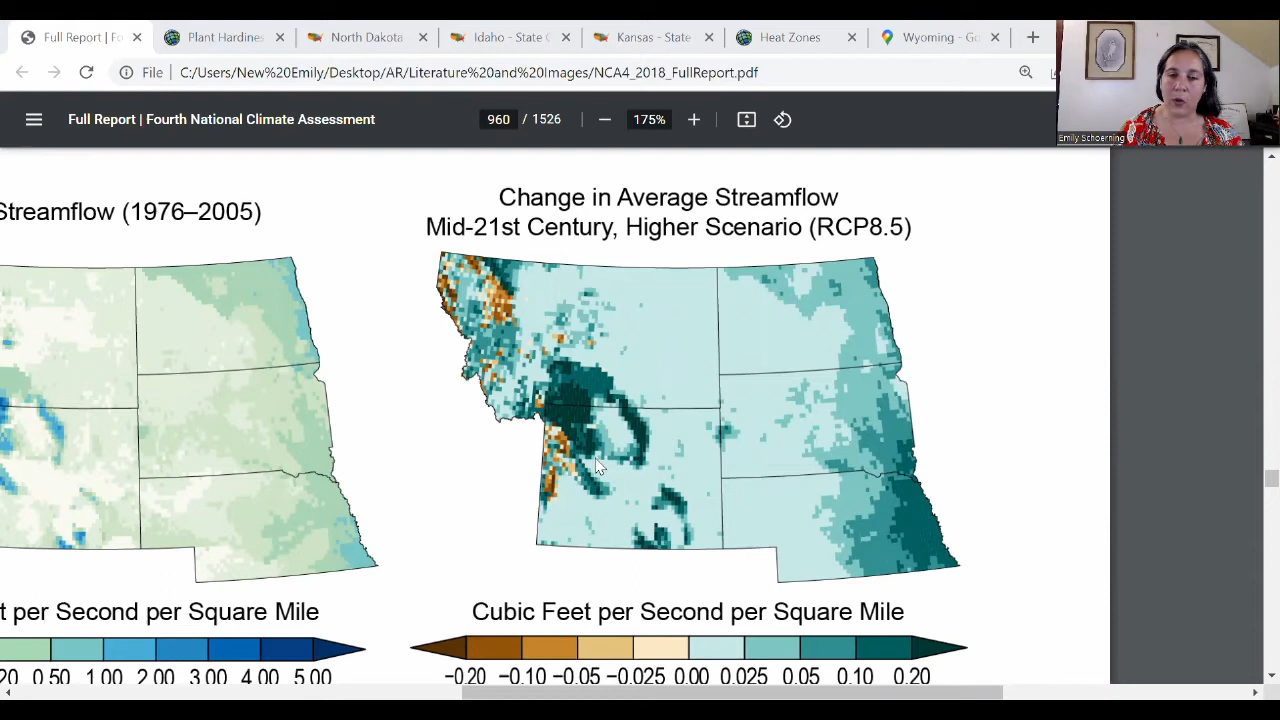 Full Report | Fo
Plant Hardines
North Dakota
Idaho - State C
Kansas - State
Heat Zones
Wyoming - Go
File
C:/Users/New%20Emily/Desktop/AR/Literature%20and%20Images/NCA4_2018_FullReport.pdf
Full Report | Fourth National Climate Assessment
960 / 1526
175%
Emily Schoerning
Streamflow (1976–2005)
Change in Average Streamflow
Mid-21st Century, Higher Scenario (RCP8.5)
t per Second per Square Mile
Cubic Feet per Second per Square Mile
20 0.50 1.00 2.00 3.00 4.00 5.00
−0.20 −0.10 −0.05 −0.025 0.00 0.025 0.05 0.10 0.20